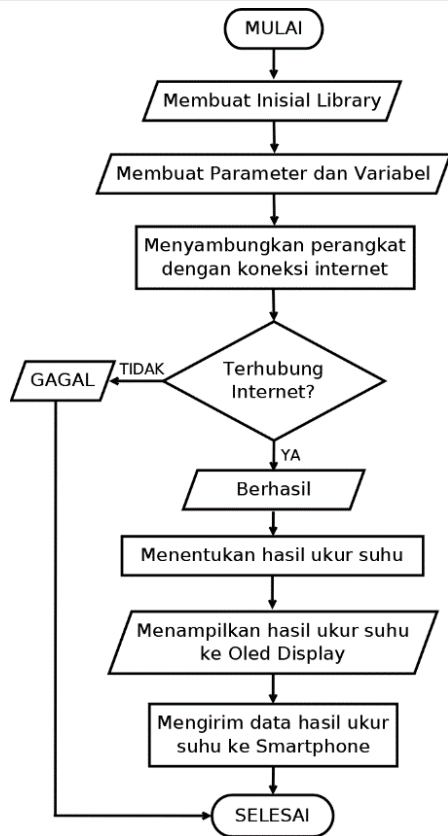 MULAI
Membuat Inisial Library
Membuat Parameter dan Variabel
Menyambungkan perangkat
dengan koneksi internet
Terhubung
Internet?
TIDAK
GAGAL
YA
Berhasil
Menentukan hasil ukur suhu
Menampilkan hasil ukur suhu
ke Oled Display
Mengirim data hasil ukur
suhu ke Smartphone
SELESAI